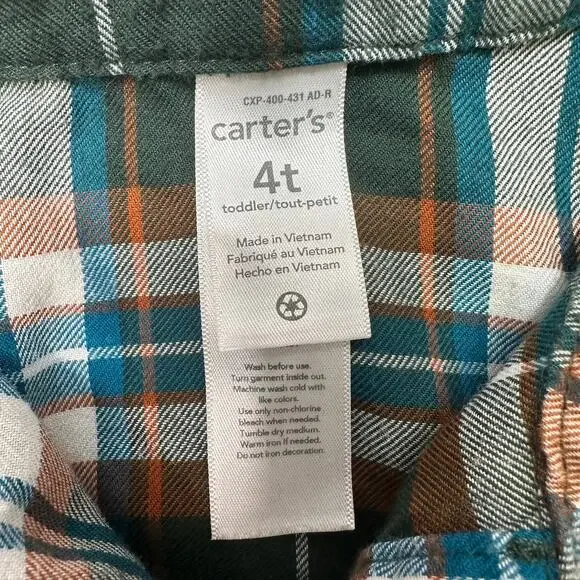 CXP-400-431 AD-R
carter's®
4t
toddler/tout-petit
Made in Vietnam
Fabriqué au Vietnam
Hecho en Vietnam
Wash before use.
Turn garment inside out.
Machine wash cold with
like colors.
Use only non-chlorine
bleach when needed.
Tumble dry medium.
Warm iron If needed.
Do not iron decoration.